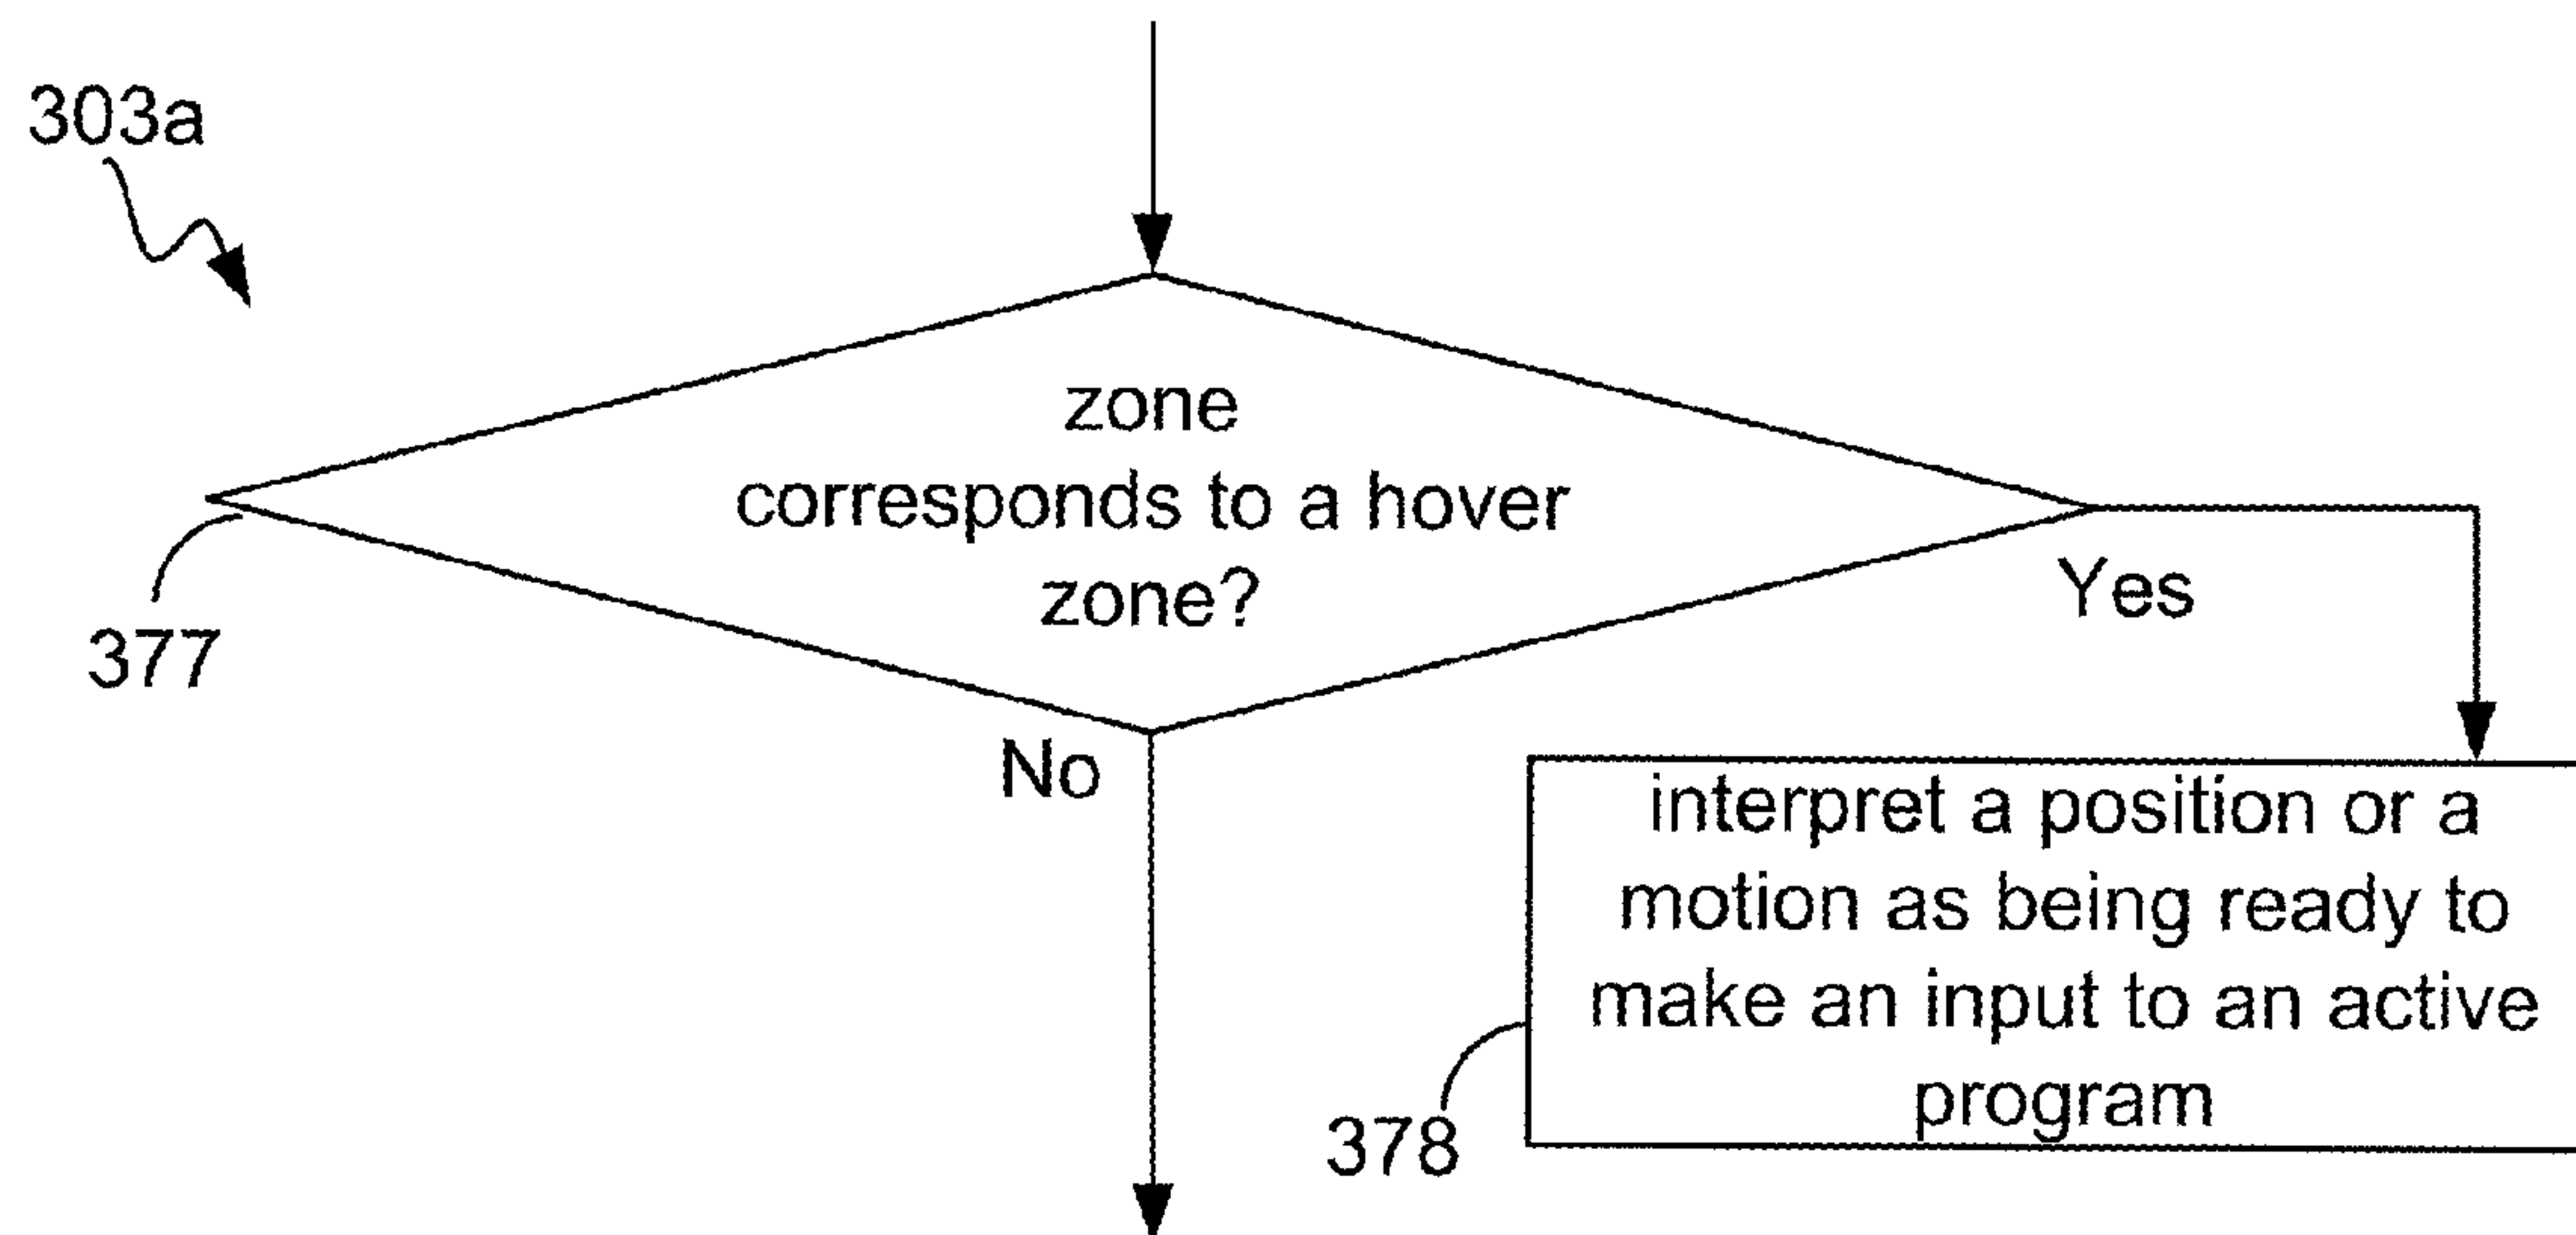 303a
zone
corresponds to a hover
zone?
377
Yes
No
interpret a position or a
motion as being ready to
make an input to an active
program
378